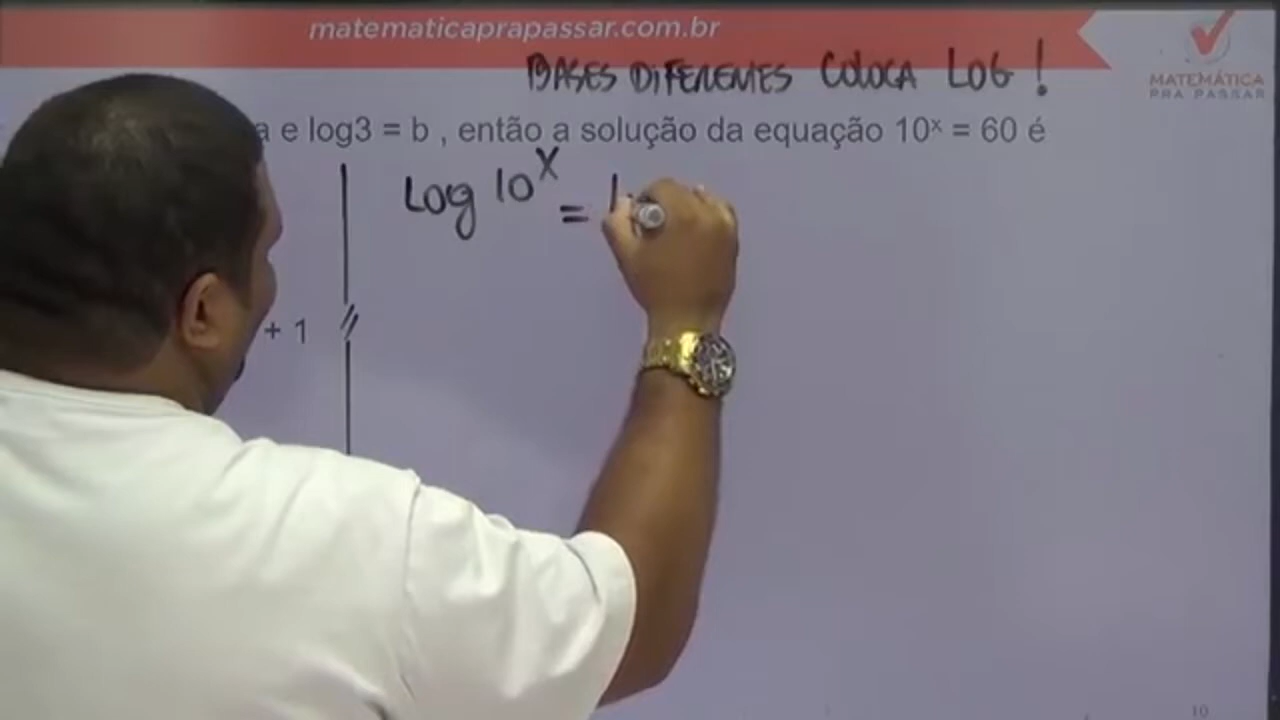 matematicaprapassar.com.br
BASES DIFERENTES COLOCA LOG !
MATEMÁTICA
PRA PASSAR
a e log3 = b , então a solução da equação 10ˣ = 60 é
Log 10ˣ =
+ 1
10